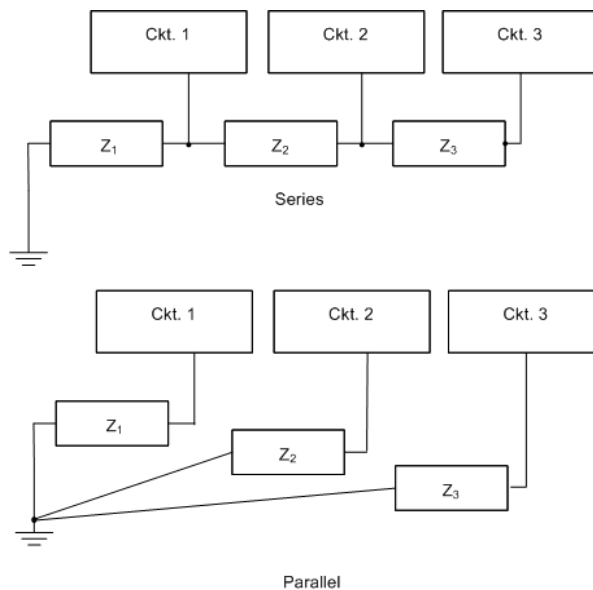 Ckt. 1 Ckt. 2 Ckt. 3
Z₁ Z₂ Z₃
Series
Ckt. 1 Ckt. 2 Ckt. 3
Z₁
Z₂
Z₃
Parallel